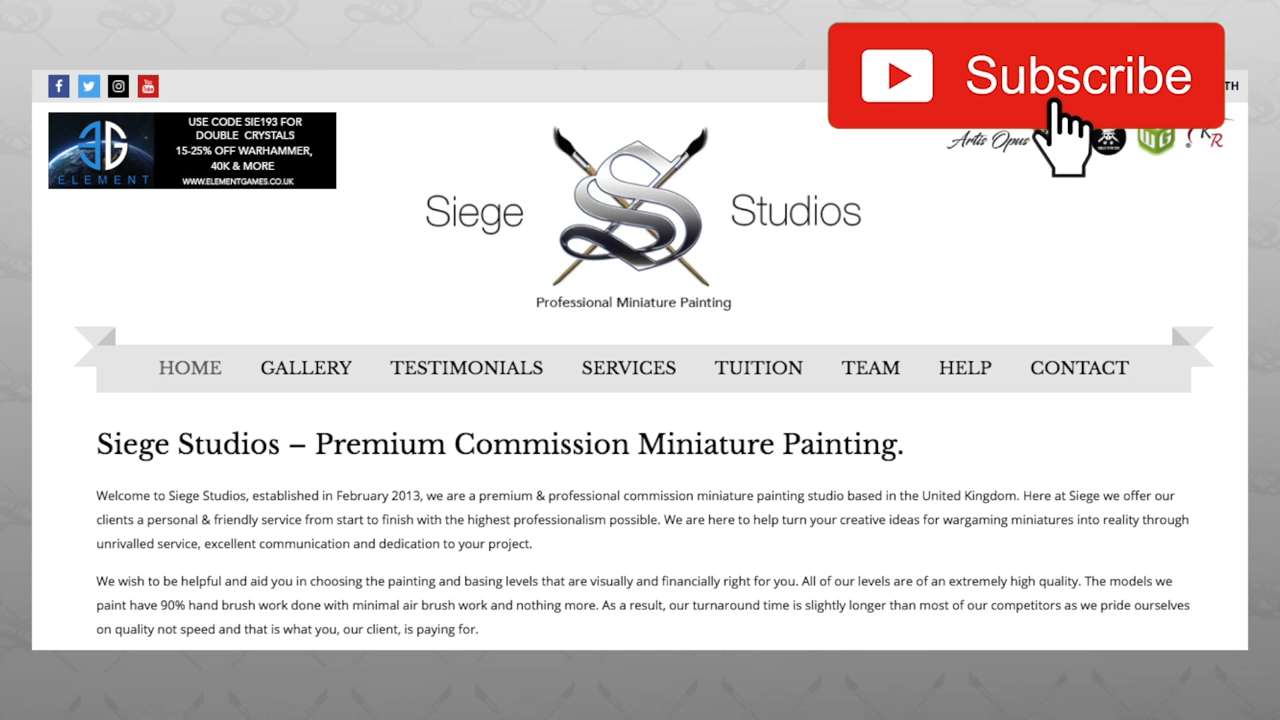 Subscribe
TH
USE CODE SIE193 FOR
DOUBLE CRYSTALS
15-25% OFF WARHAMMER,
40K & MORE
WWW.ELEMENTGAMES.CO.UK
ELEMENT
Artis Opus
Siege Studios
Professional Miniature Painting
HOME GALLERY TESTIMONIALS SERVICES TUITION TEAM HELP CONTACT
Siege Studios – Premium Commission Miniature Painting.
Welcome to Siege Studios, established in February 2013, we are a premium & professional commission miniature painting studio based in the United Kingdom. Here at Siege we offer our
clients a personal & friendly service from start to finish with the highest professionalism possible. We are here to help turn your creative ideas for wargaming miniatures into reality through
unrivalled service, excellent communication and dedication to your project.
We wish to be helpful and aid you in choosing the painting and basing levels that are visually and financially right for you. All of our levels are of an extremely high quality. The models we
paint have 90% hand brush work done with minimal air brush work and nothing more. As a result, our turnaround time is slightly longer than most of our competitors as we pride ourselves
on quality not speed and that is what you, our client, is paying for.